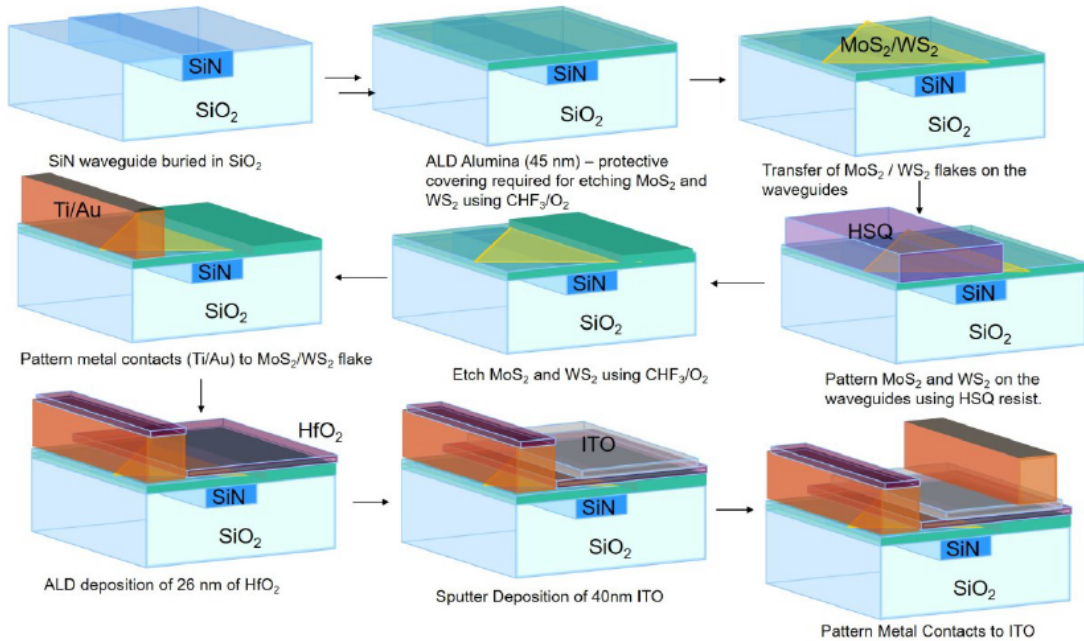 SiN
SiO2
SiN waveguide buried in SiO2
SiN
SiO2
ALD Alumina (45 nm) – protective
covering required for etching MoS2 and
WS2 using CHF3/O2
MoS2/WS2
SiN
SiO2
Transfer of MoS2 / WS2 flakes on the
waveguides
HSQ
SiN
SiO2
Pattern MoS2 and WS2 on the
waveguides using HSQ resist.
SiN
SiO2
Etch MoS2 and WS2 using CHF3/O2
Ti/Au
SiN
SiO2
Pattern metal contacts (Ti/Au) to MoS2/WS2 flake
HfO2
SiN
SiO2
ALD deposition of 26 nm of HfO2
ITO
SiN
SiO2
Sputter Deposition of 40nm ITO
SiN
SiO2
Pattern Metal Contacts to ITO